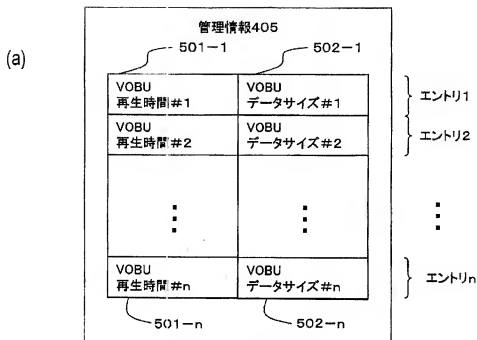 管理情報405
(a)
501-1
502-1
VOBU
再生時間#1
VOBU
データサイズ#1
エントリ1
VOBU
再生時間#2
VOBU
データサイズ#2
エントリ2
VOBU
再生時間#n
VOBU
データサイズ#n
エントリn
501-n
502-n